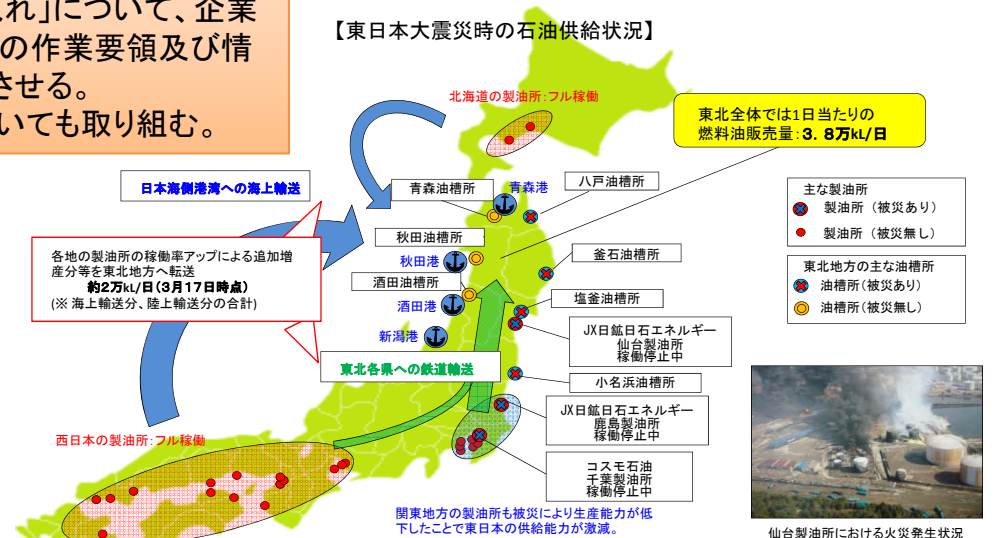 れ」について、企業
の作業要領及び情
させる。
いても取り組む。
【東日本大震災時の石油供給状況】
北海道の製油所：フル稼働
東北全体では1日当たりの
燃料油販売量：３．８万kL/日
日本海側港湾への海上輸送
青森油槽所
青森港
八戸油槽所
主な製油所
製油所（被災あり）
製油所（被災無し）
各地の製油所の稼働率アップによる追加増
産分等を東北地方へ転送
約2万kL/日（3月17日時点）
(※ 海上輸送分、陸上輸送分の合計)
秋田油槽所
秋田港
釜石油槽所
東北地方の主な油槽所
油槽所（被災あり）
油槽所（被災無し）
酒田油槽所
酒田港
塩釜油槽所
新潟港
JX日鉱日石エネルギー
仙台製油所
稼働停止中
東北各県への鉄道輸送
小名浜油槽所
JX日鉱日石エネルギー
鹿島製油所
稼働停止中
西日本の製油所：フル稼働
コスモ石油
千葉製油所
稼働停止中
関東地方の製油所も被災により生産能力が低
下したことで東日本の供給能力が激減。
仙台製油所における火災発生状況